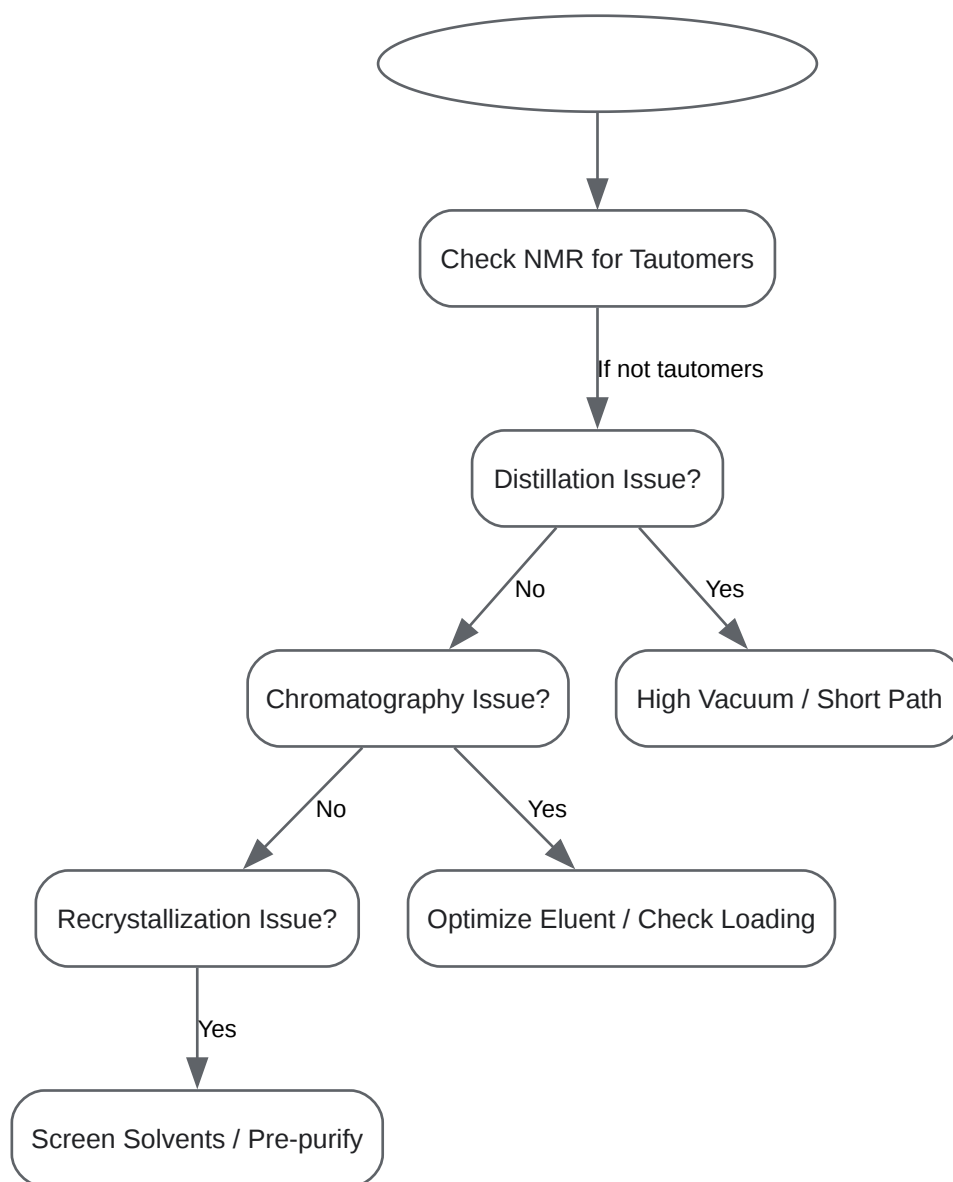 Check NMR for Tautomers
If not tautomers
Distillation Issue?
No
Yes
Chromatography Issue?
High Vacuum / Short Path
No
Yes
Recrystallization Issue?
Optimize Eluent / Check Loading
Yes
Screen Solvents / Pre-purify